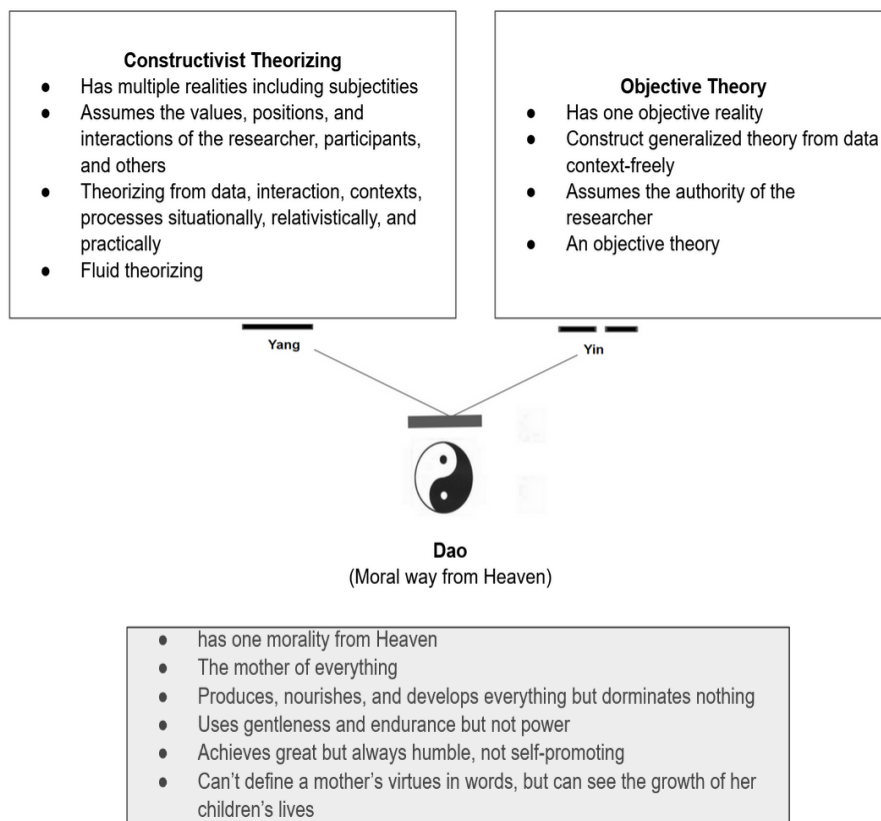 Constructivist Theorizing
● Has multiple realities including subjectities
● Assumes the values, positions, and
interactions of the researcher, participants,
and others
● Theorizing from data, interaction, contexts,
processes situationally, relativistically, and
practically
● Fluid theorizing
Objective Theory
● Has one objective reality
● Construct generalized theory from data
context-freely
● Assumes the authority of the
researcher
● An objective theory
Yang
Yin
Dao
(Moral way from Heaven)
● has one morality from Heaven
● The mother of everything
● Produces, nourishes, and develops everything but dorminates nothing
● Uses gentleness and endurance but not power
● Achieves great but always humble, not self-promoting
● Can’t define a mother’s virtues in words, but can see the growth of her
children’s lives